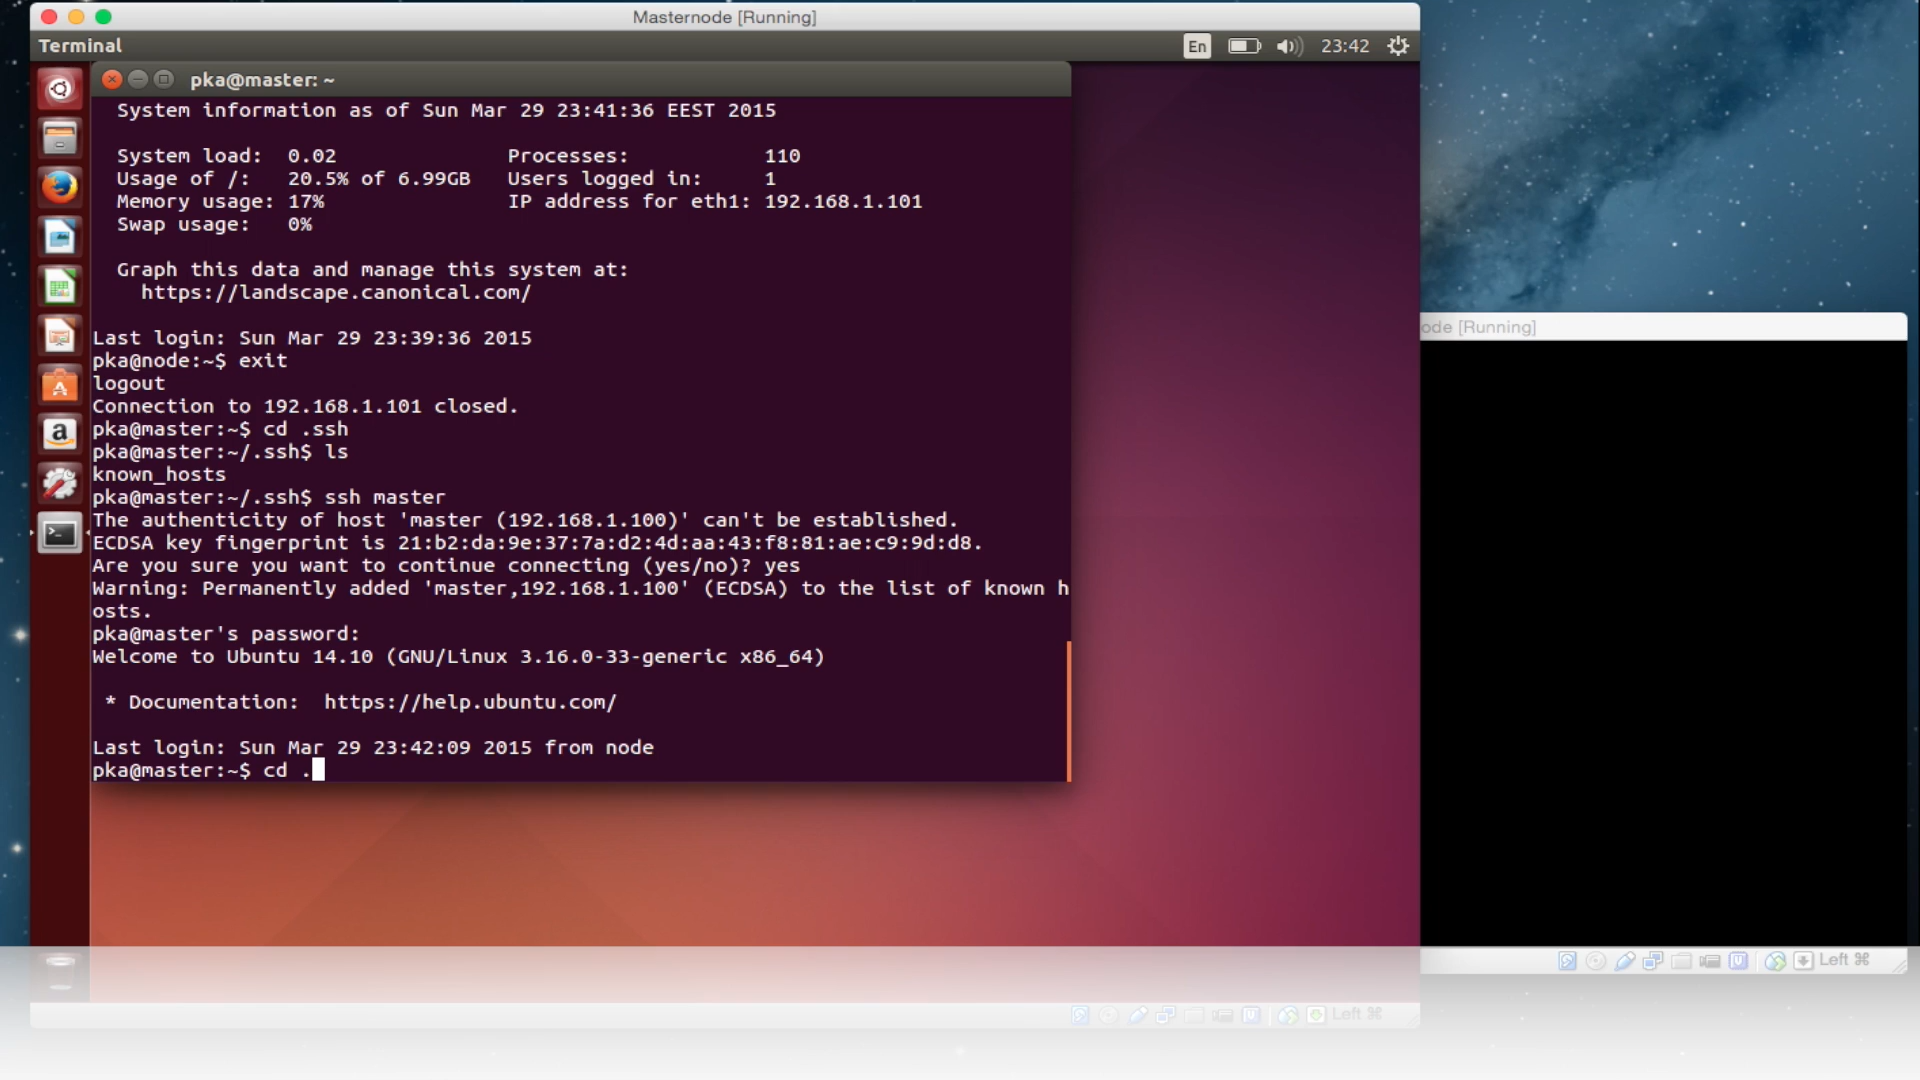 Masternode [Running]
Terminal
En
23:42
pka@master: ~
System information as of Sun Mar 29 23:41:36 EEST 2015
System load: 0.02 Processes: 110
Usage of /: 20.5% of 6.99GB Users logged in: 1
Memory usage: 17% IP address for eth1: 192.168.1.101
Swap usage: 0%
Graph this data and manage this system at:
https://landscape.canonical.com/
Last login: Sun Mar 29 23:39:36 2015
pka@node:~$ exit
logout
Connection to 192.168.1.101 closed.
pka@master:~$ cd .ssh
pka@master:~/.ssh$ ls
known_hosts
pka@master:~/.ssh$ ssh master
The authenticity of host 'master (192.168.1.100)' can't be established.
ECDSA key fingerprint is 21:b2:da:9e:37:7a:d2:4d:aa:43:f8:81:ae:c9:9d:d8.
Are you sure you want to continue connecting (yes/no)? yes
Warning: Permanently added 'master,192.168.1.100' (ECDSA) to the list of known h
osts.
pka@master's password:
Welcome to Ubuntu 14.10 (GNU/Linux 3.16.0-33-generic x86_64)
* Documentation: https://help.ubuntu.com/
Last login: Sun Mar 29 23:42:09 2015 from node
pka@master:~$ cd .
ode [Running]
Left ⌘
Left ⌘